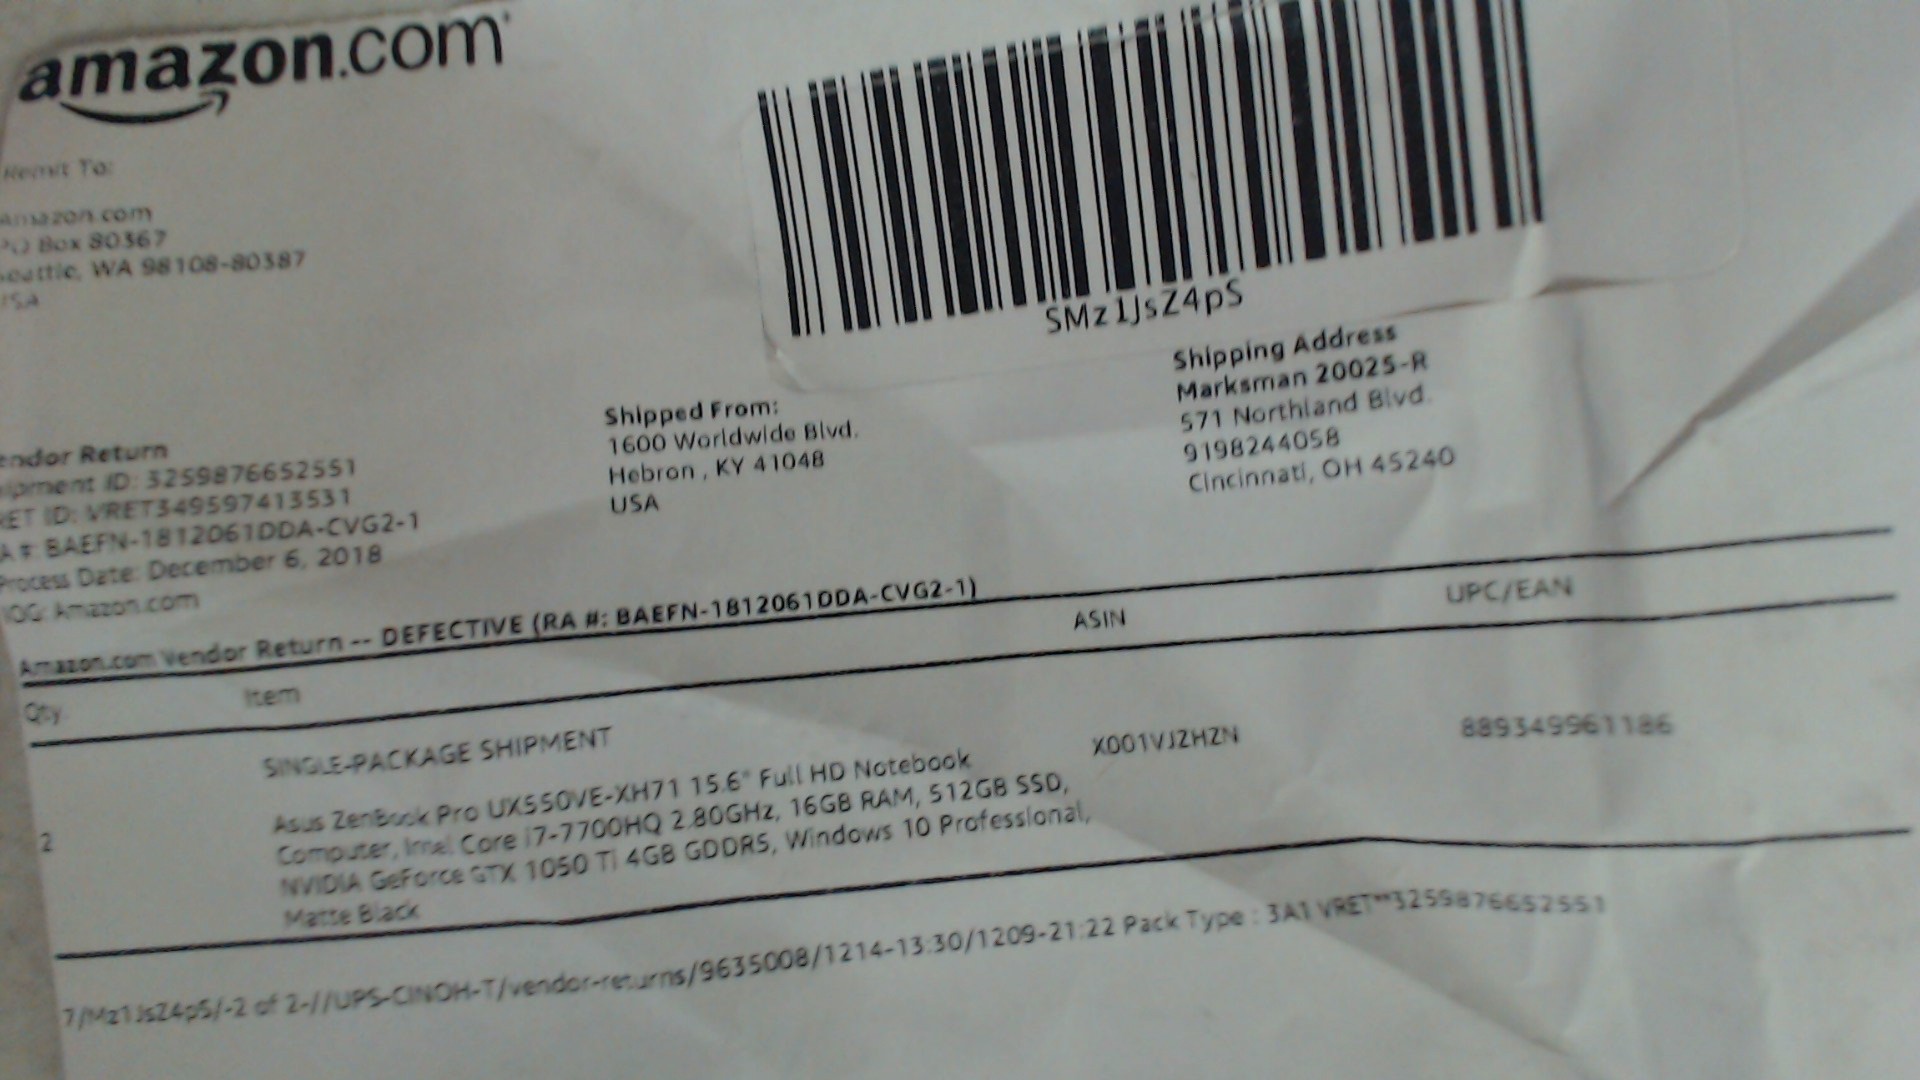 amazon.com
Remit To:
Amazon.com
PO Box 80367
Seattle, WA 98108-80387
USA
SMz1JsZ4pS
Shipping Address
Marksman 20025-R
571 Northland Blvd.
9198244058
Cincinnati, OH 45240
Shipped From:
1600 Worldwide Blvd.
Hebron , KY 41048
USA
endor Return
ipment ID: 3259876652551
RET ID: VRET349597413531
A #: BAEFN-1812061DDA-CVG2-1
Process Date: December 6, 2018
IOG: Amazon.com
Amazon.com Vendor Return -- DEFECTIVE (RA #: BAEFN-1812061DDA-CVG2-1)
Qty Item ASIN UPC/EAN
SINGLE-PACKAGE SHIPMENT
2 Asus ZenBook Pro UX550VE-XH71 15.6" Full HD Notebook X001VJ2HZN 889349961186
Computer, Intel Core i7-7700HQ 2.80GHz, 16GB RAM, 512GB SSD,
NVIDIA GeForce GTX 1050 Ti 4GB GDDR5, Windows 10 Professional,
Matte Black
7/Mz1JsZ4pS/-2 of 2-//UPS-CINOH-T/vendor-returns/9635008/1214-13:30/1209-21:22 Pack Type : 3A1 VRET**3259876652551